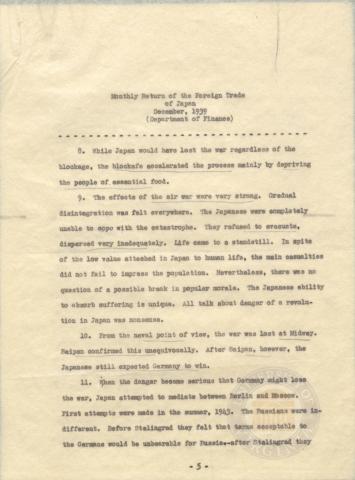 Monthly Return of the Foreign Trade
of Japan
December, 1939
(Department of Finance)
8. While Japan would have lost the war regardless of the
blockage, the blockafe accelerated the process mainly by depriving
the people of essential food.
9. The effects of the air war were very strong. Gradual
disintegration was felt everywhere. The Japanese were completely
unable to copo with the catastrophe. They refused to evacuate,
dispersed very inadequately. Life came to a standstill. In spite
of the low value attached in Japan to human life, the main casualties
did not fail to impress the population. Nevertheless, there was no
question of a possible break in popular morale. The Japanese ability
to absorb suffering is unique. All talk about danger of a revolu-
tion in Japan was nonsense.
10. From the naval point of view, the war was lost at Midway.
Saipan confirmed this unequivocally. After Saipan, however, the
Japanese still expected Germany to win.
11. When the danger became serious that Germany might lose
the war, Japan attempted to mediate between Berlin and Moscow.
First attempts were made in the summer, 1943. The Russians were in-
different. Before Stalingrad they felt that terms acceptable to
the Germans would be unbearable for Russia--after Stalingrad they
- 5 -